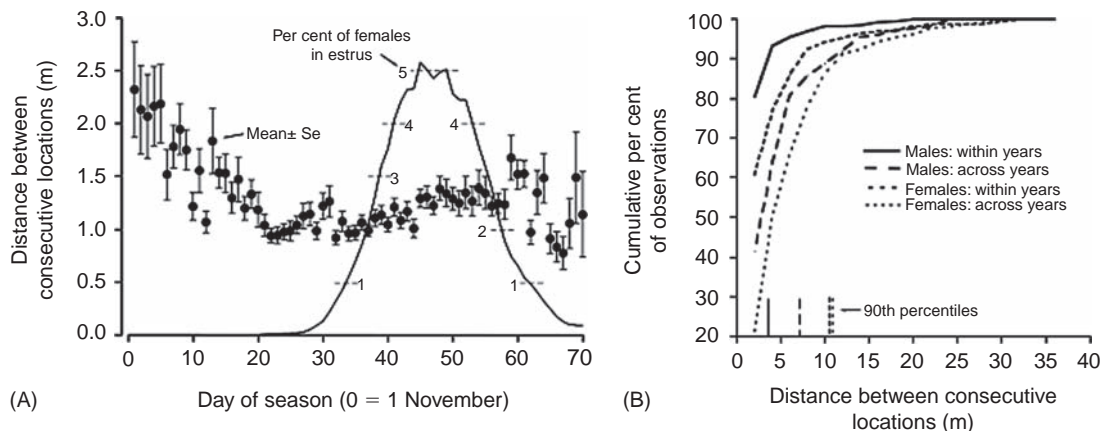 3.0
2.5
2.0
1.5
1.0
0.5
0.0
Distance between
consecutive locations (m)
Per cent of females
in estrus
Mean± Se
5
4
4
3
2
1
1
0
10
20
30
40
50
60
70
(A)
Day of season (0 = 1 November)
100
90
80
70
60
50
40
30
20
Cumulative per cent
of observations
Males: within years
Males: across years
Females: within years
Females: across years
90th percentiles
0
5
10
15
20
25
30
35
40
(B)
Distance between consecutive
locations (m)